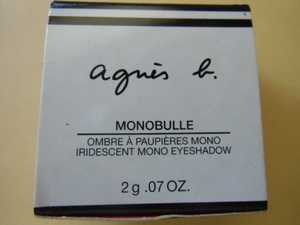 agnès b.
MONOBULLE
OMBRE À PAUPIÈRES MONO
IRIDESCENT MONO EYESHADOW
2 g .07 OZ.